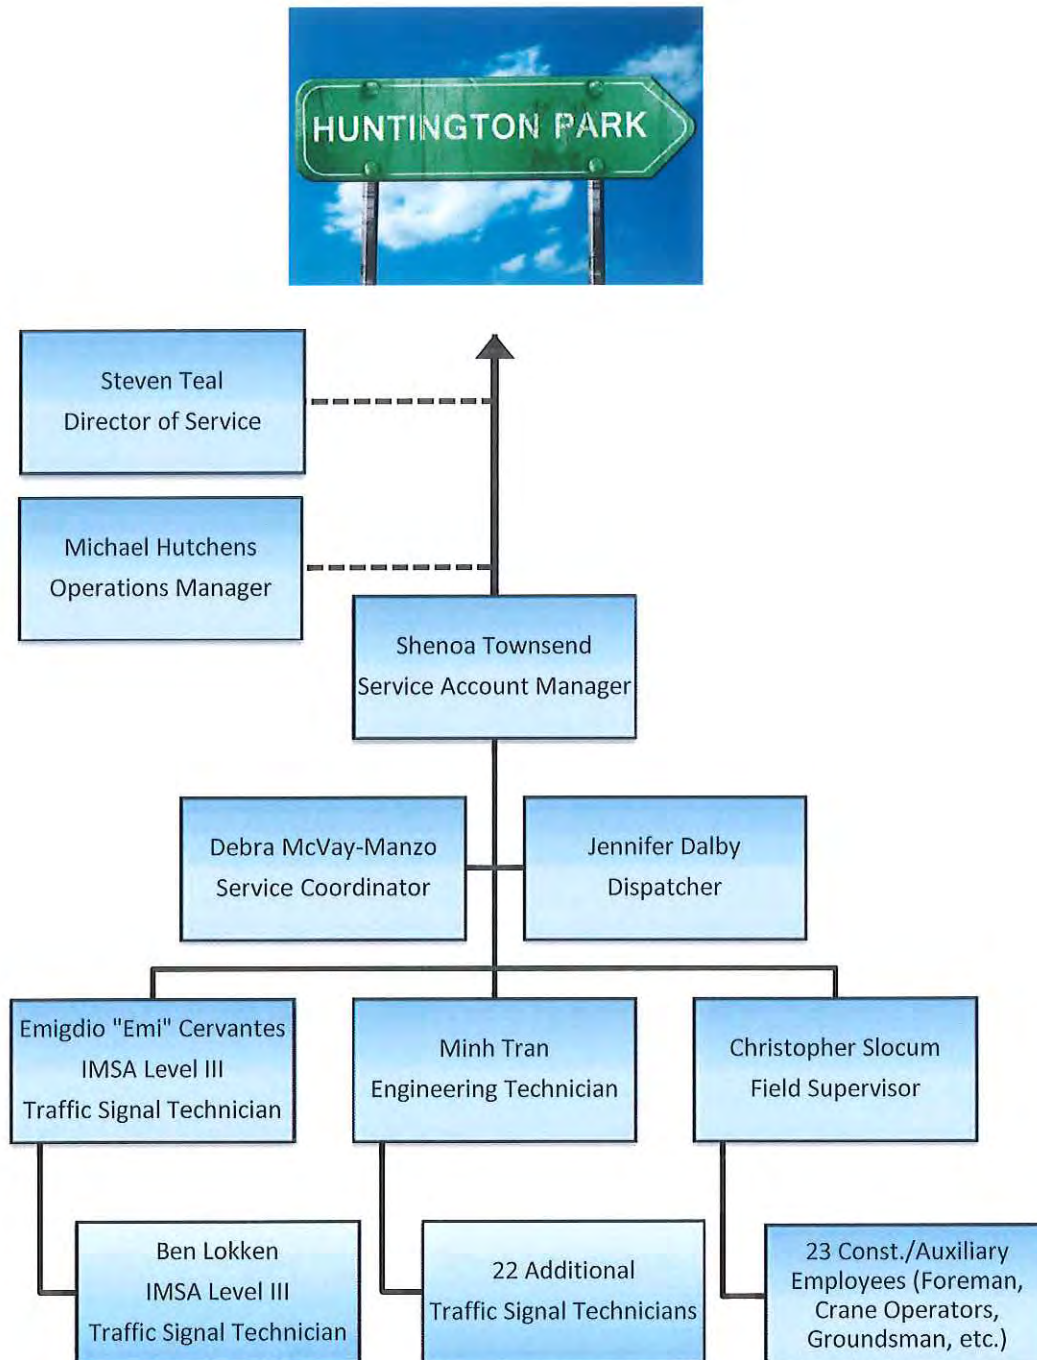 HUNTINGTON PARK
Steven Teal
Director of Service
Michael Hutchens
Operations Manager
Shenoa Townsend
Service Account Manager
Debra McVay-Manzo
Service Coordinator
Jennifer Dalby
Dispatcher
Emigdio "Emi" Cervantes
IMSA Level III
Traffic Signal Technician
Minh Tran
Engineering Technician
Christopher Slocum
Field Supervisor
Ben Lokken
IMSA Level III
Traffic Signal Technician
22 Additional
Traffic Signal Technicians
23 Const./Auxiliary
Employees (Foreman,
Crane Operators,
Groundsman, etc.)